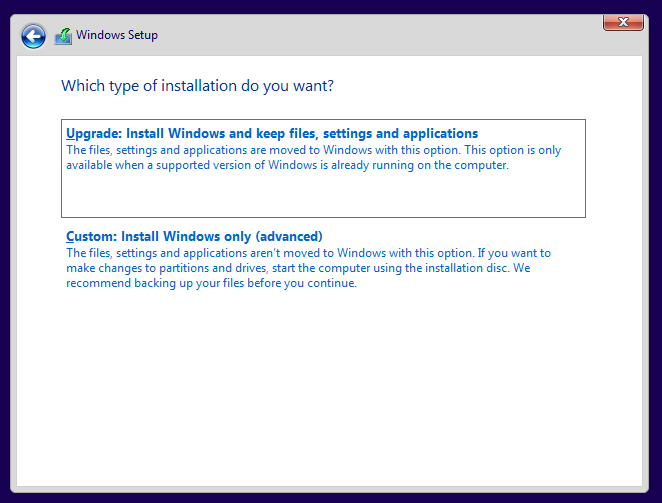 Windows Setup
Which type of installation do you want?
Upgrade: Install Windows and keep files, settings and applications
The files, settings and applications are moved to Windows with this option. This option is only
available when a supported version of Windows is already running on the computer.
Custom: Install Windows only (advanced)
The files, settings and applications aren't moved to Windows with this option. If you want to
make changes to partitions and drives, start the computer using the installation disc. We
recommend backing up your files before you continue.